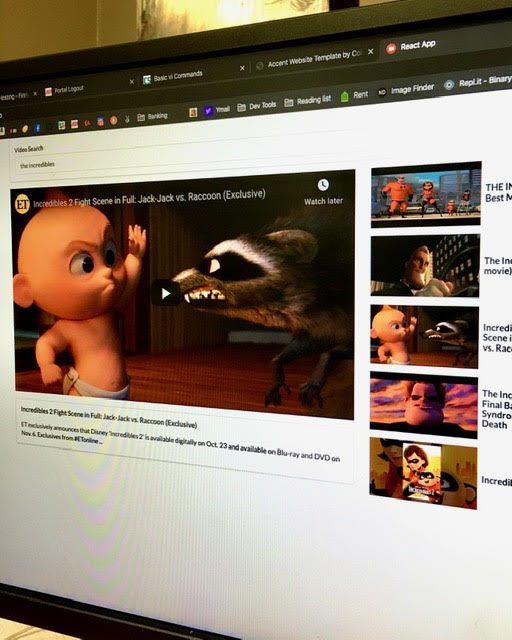 Portal Logout
Basic vi Commands
Accent Website Template by
React App
Banking
Ymail
Dev Tools
Reading list
Rent
Image Finder
Repl.it - Binary
Video Search
the incredibles
ET
Incredibles 2 Fight Scene in Full: Jack-Jack vs. Raccoon (Exclusive)
Watch later
Incredibles 2 Fight Scene in Full: Jack-Jack vs. Raccoon (Exclusive)
ET exclusively announces that Disney 'Incredibles 2' is available digitally on Oct. 23 and available on Blu-ray and DVD on
Nov. 6. Exclusives from #ETonline ...
THE IN
Best M
The Inc
movie)
Incredi
Scene i
vs. Rac
The Inc
Final Ba
Syndro
Death
INCREDIBLES 2
Incredib